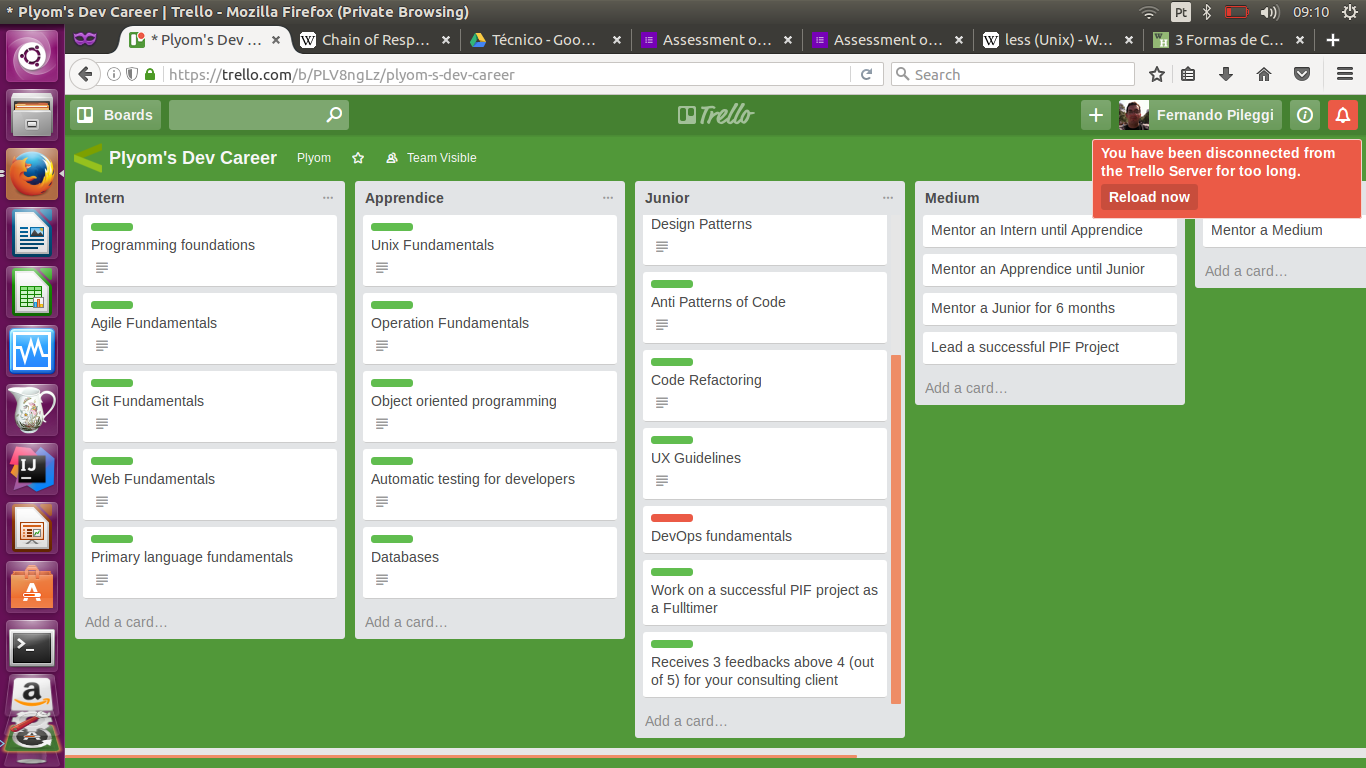 * Plyom's Dev Career | Trello - Mozilla Firefox (Private Browsing)
Pt
09:10
* Plyom's Dev ...
W Chain of Resp...
Técnico - Goo...
Assessment o...
Assessment o...
W less (Unix) - W...
3 Formas de C...
https://trello.com/b/PLV8ngLz/plyom-s-dev-career
Search
Boards
Trello
Fernando Pileggi
Plyom's Dev Career
Plyom
Team Visible
You have been disconnected from
the Trello Server for too long.
Reload now
Intern
Programming foundations
Agile Fundamentals
Git Fundamentals
Web Fundamentals
Primary language fundamentals
Add a card…
Apprendice
Unix Fundamentals
Operation Fundamentals
Object oriented programming
Automatic testing for developers
Databases
Add a card…
Junior
Design Patterns
Anti Patterns of Code
Code Refactoring
UX Guidelines
DevOps fundamentals
Work on a successful PIF project as
a Fulltimer
Receives 3 feedbacks above 4 (out
of 5) for your consulting client
Add a card…
Medium
Mentor an Intern until Apprendice
Mentor an Apprendice until Junior
Mentor a Junior for 6 months
Lead a successful PIF Project
Add a card…
Mentor a Medium
Add a card…
IJ